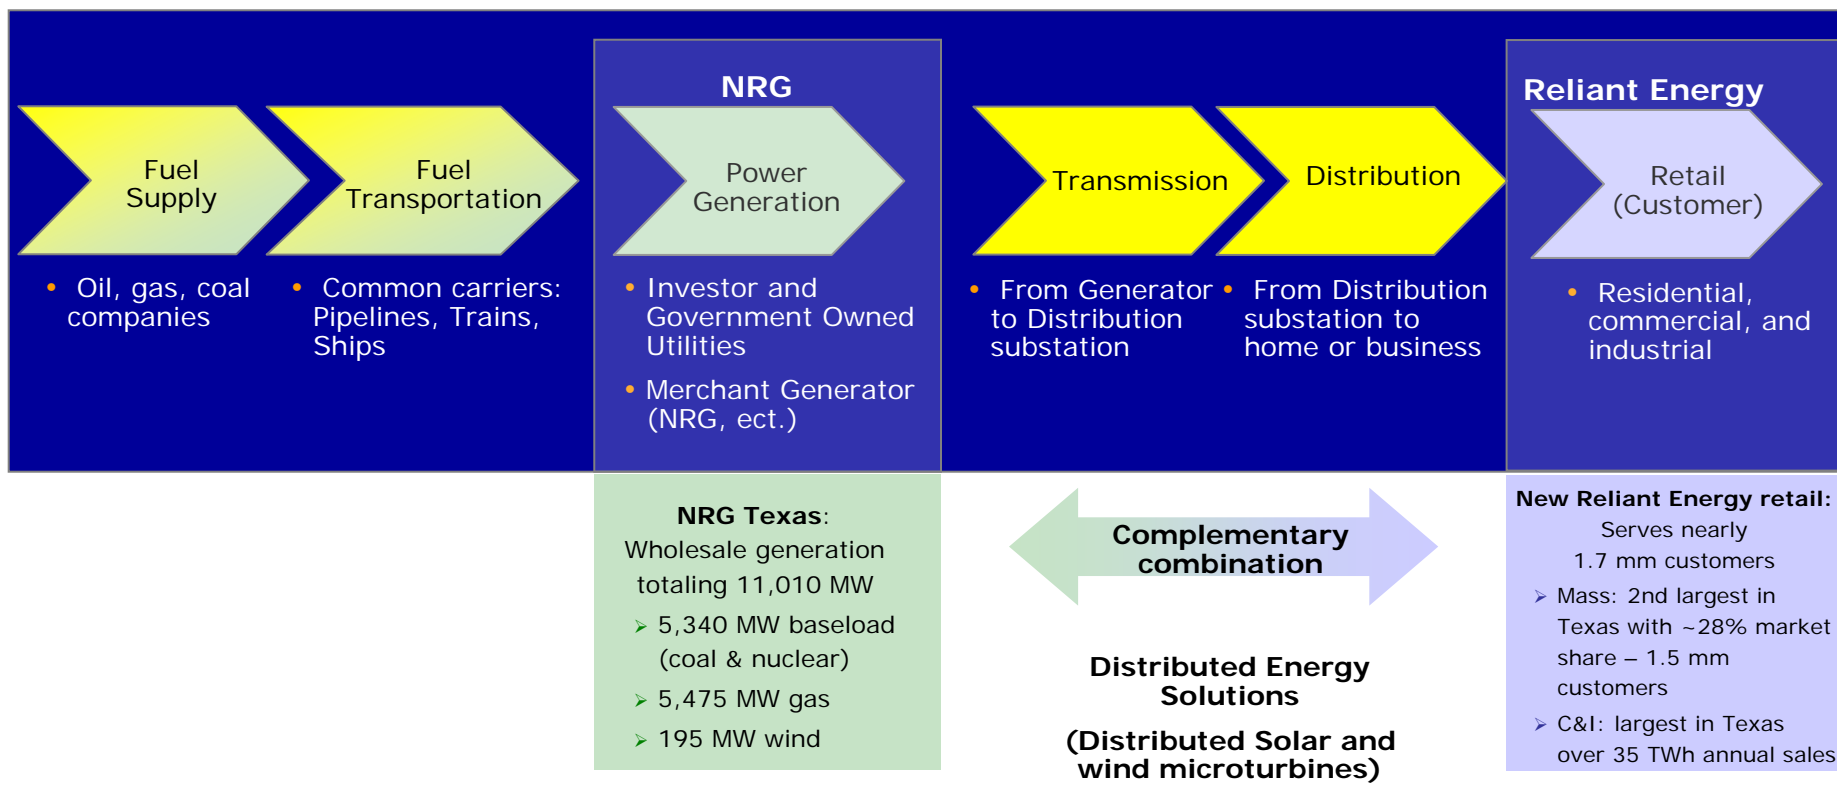 NRG
Reliant Energy
Fuel
Supply
Fuel
Transportation
Power
Generation
Transmission
Distribution
Retail
(Customer)
• Oil, gas, coal
companies
• Common carriers:
Pipelines, Trains,
Ships
• Investor and
Government Owned
Utilities
• Merchant Generator
(NRG, ect.)
• From Generator
to Distribution
substation
• From Distribution
substation to
home or business
• Residential,
commercial, and
industrial
NRG Texas:
Wholesale generation
totaling 11,010 MW
➢ 5,340 MW baseload
(coal & nuclear)
➢ 5,475 MW gas
➢ 195 MW wind
Complementary
combination
Distributed Energy
Solutions
(Distributed Solar and
wind microturbines)
New Reliant Energy retail:
Serves nearly
1.7 mm customers
➢ Mass: 2nd largest in
Texas with ~28% market
share – 1.5 mm
customers
➢ C&I: largest in Texas
over 35 TWh annual sales